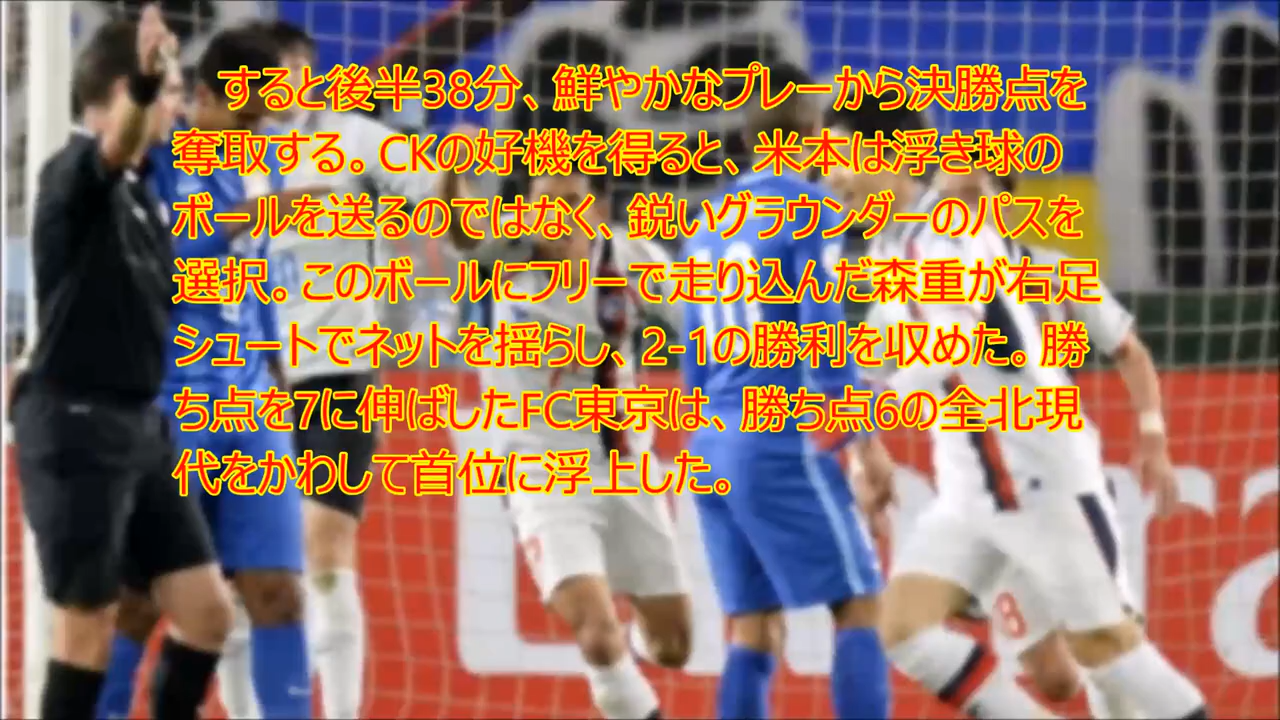 すると後半38分、鮮やかなプレーから決勝点を
奪取する。CKの好機を得ると、米本は浮き球の
ボールを送るのではなく、鋭いグラウンダーのパスを
選択。このボールにフリーで走り込んだ森重が右足
シュートでネットを揺らし、2-1の勝利を収めた。勝
ち点を7に伸ばしたFC東京は、勝ち点6の全北現
代をかわして首位に浮上した。
10
8